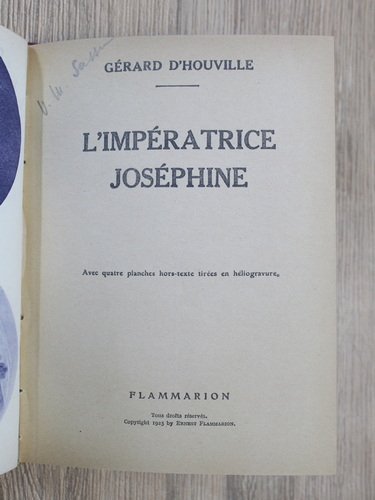 GÉRARD D'HOUVILLE
L'IMPÉRATRICE
JOSÉPHINE
Avec quatre planches hors-texte tirées en héliogravure.
FLAMMARION
Tous droits réservés.
Copyright 1925 by ERNEST FLAMMARION.